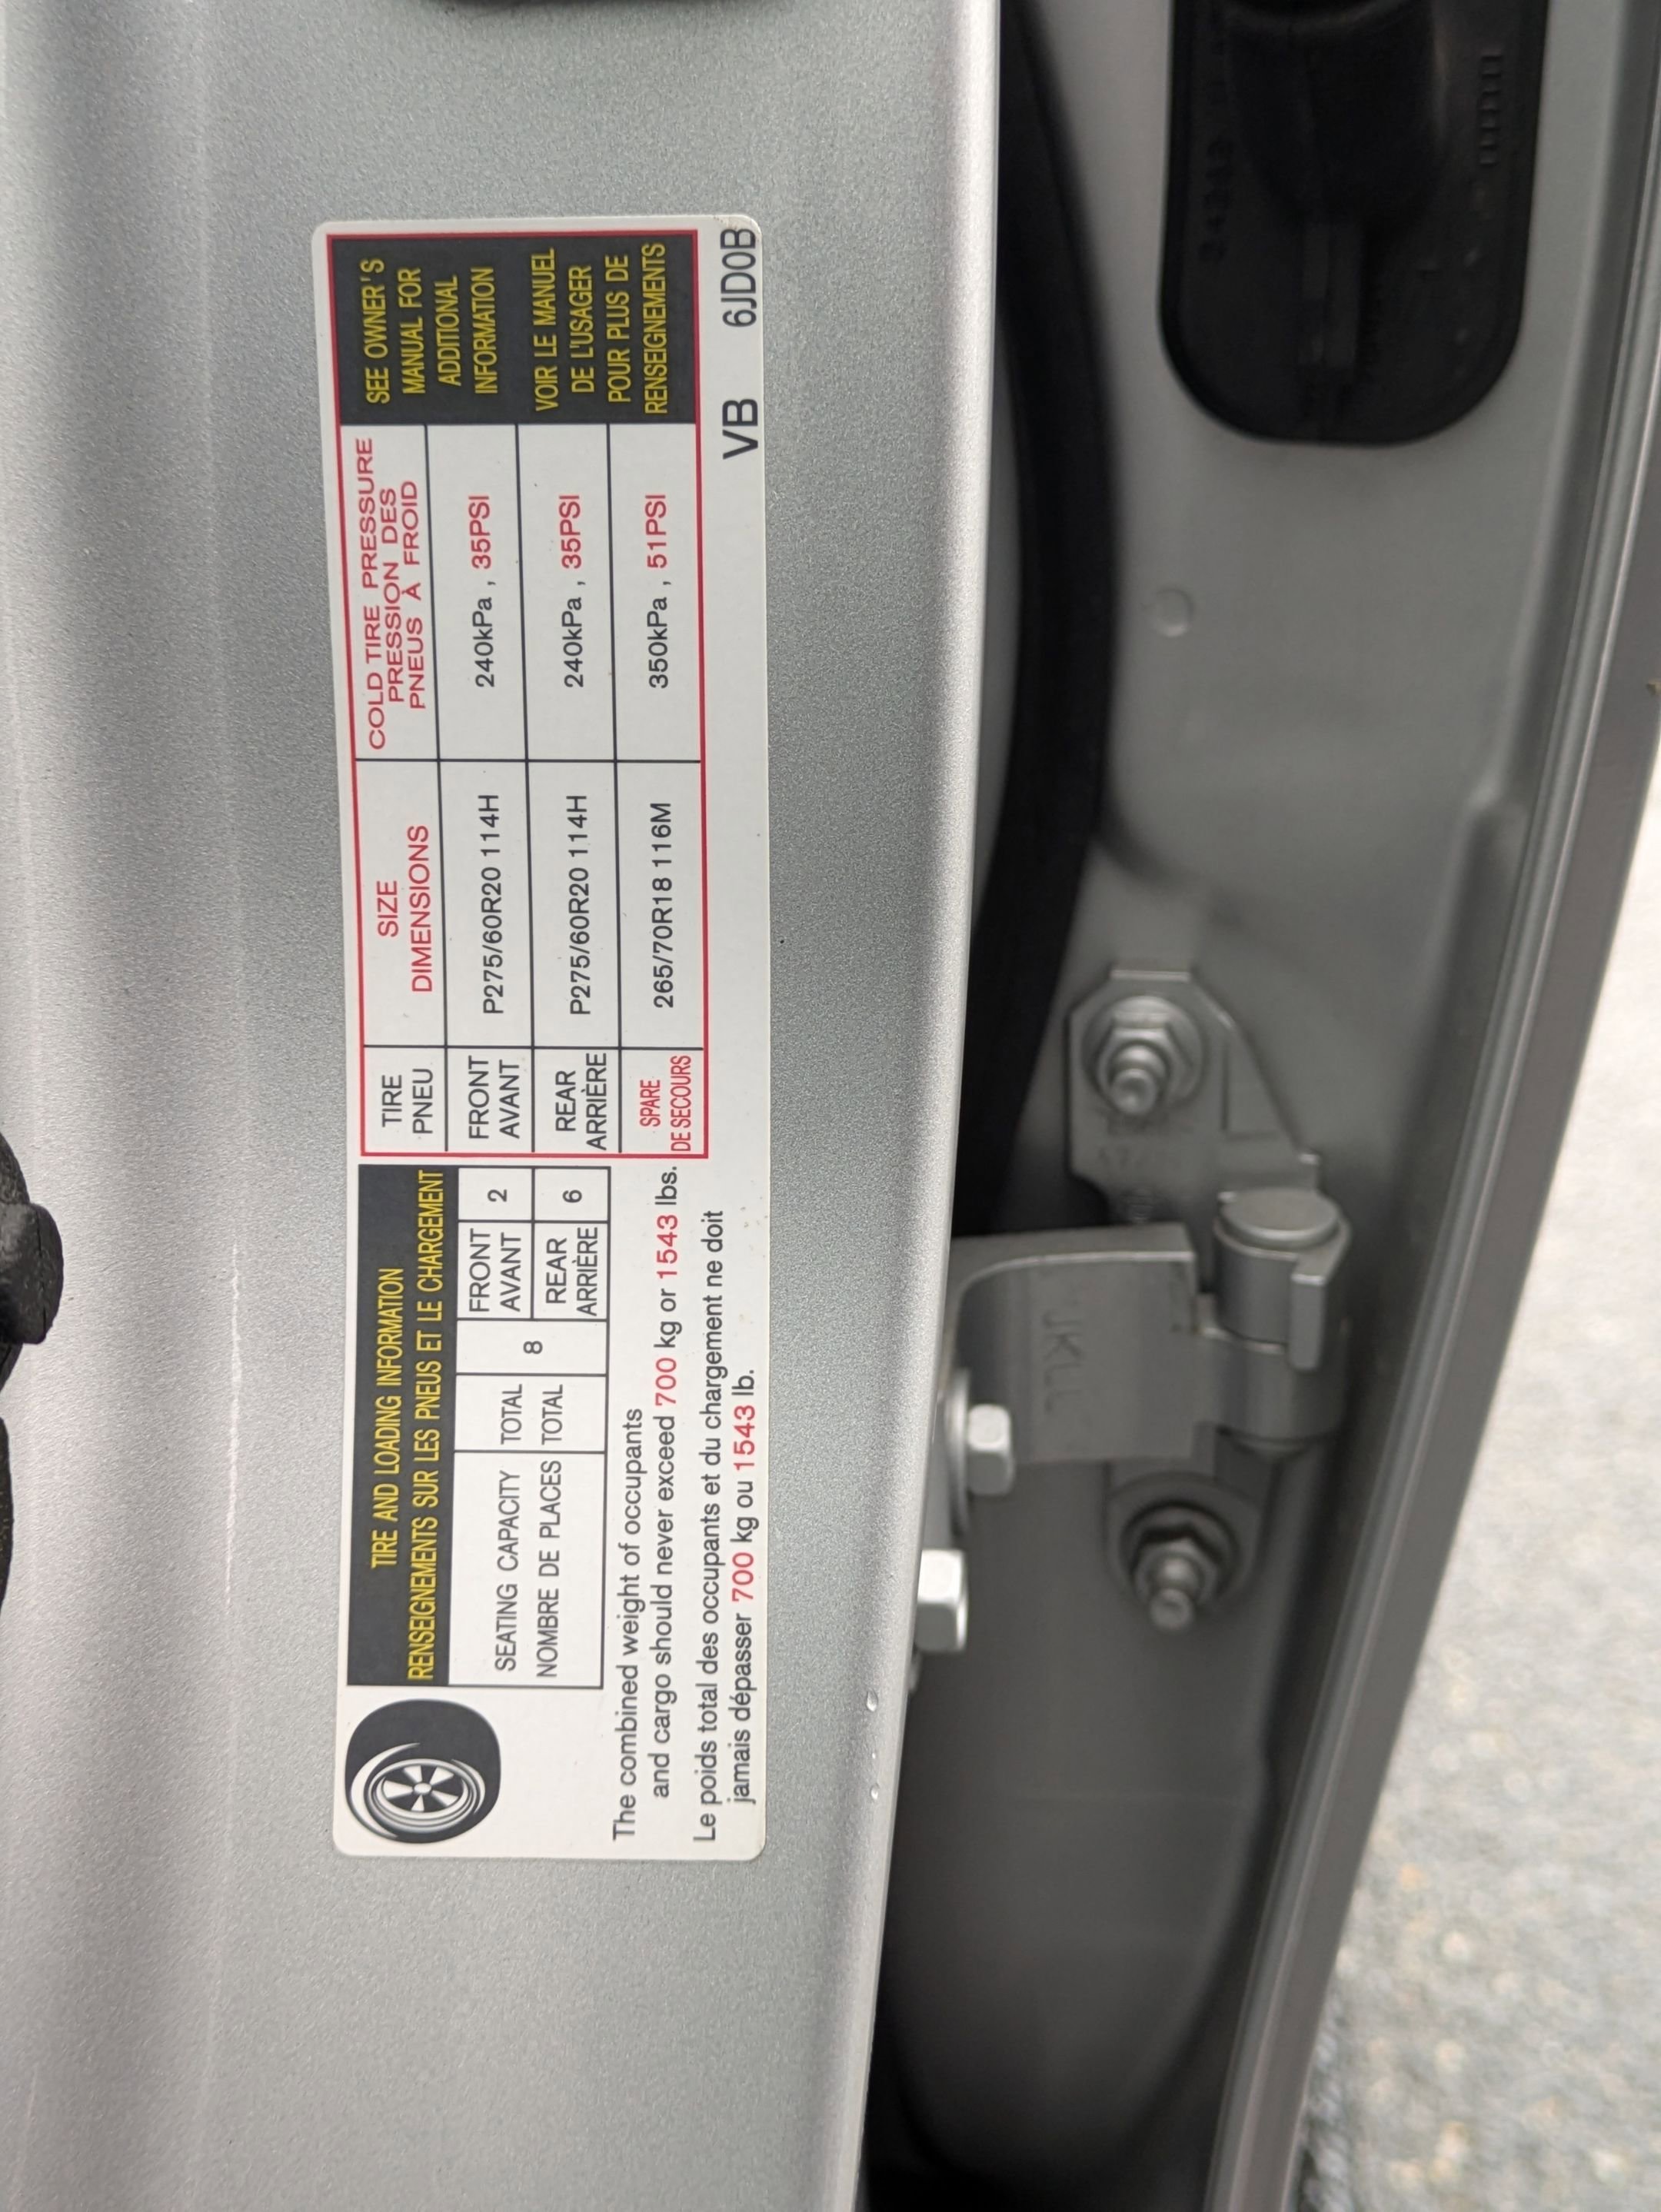 TIRE AND LOADING INFORMATION
RENSEIGNEMENTS SUR LES PNEUS ET LE CHARGEMENT
SEATING CAPACITY
NOMBRE DE PLACES
TOTAL
TOTAL
8
FRONT
AVANT
2
REAR
ARRIÈRE
6
The combined weight of occupants
and cargo should never exceed 700 kg or 1543 lbs.
Le poids total des occupants et du chargement ne doit
jamais dépasser 700 kg ou 1543 lb.
TIRE
PNEU
SIZE
DIMENSIONS
COLD TIRE PRESSURE
PRESSION DES
PNEUS À FROID
FRONT
AVANT
P275/60R20 114H
240kPa , 35PSI
REAR
ARRIÈRE
P275/60R20 114H
240kPa , 35PSI
SPARE
DE SECOURS
265/70R18 116M
350kPa , 51PSI
SEE OWNER'S
MANUAL FOR
ADDITIONAL
INFORMATION
VOIR LE MANUEL
DE L'USAGER
POUR PLUS DE
RENSEIGNEMENTS
VB 6JD0B